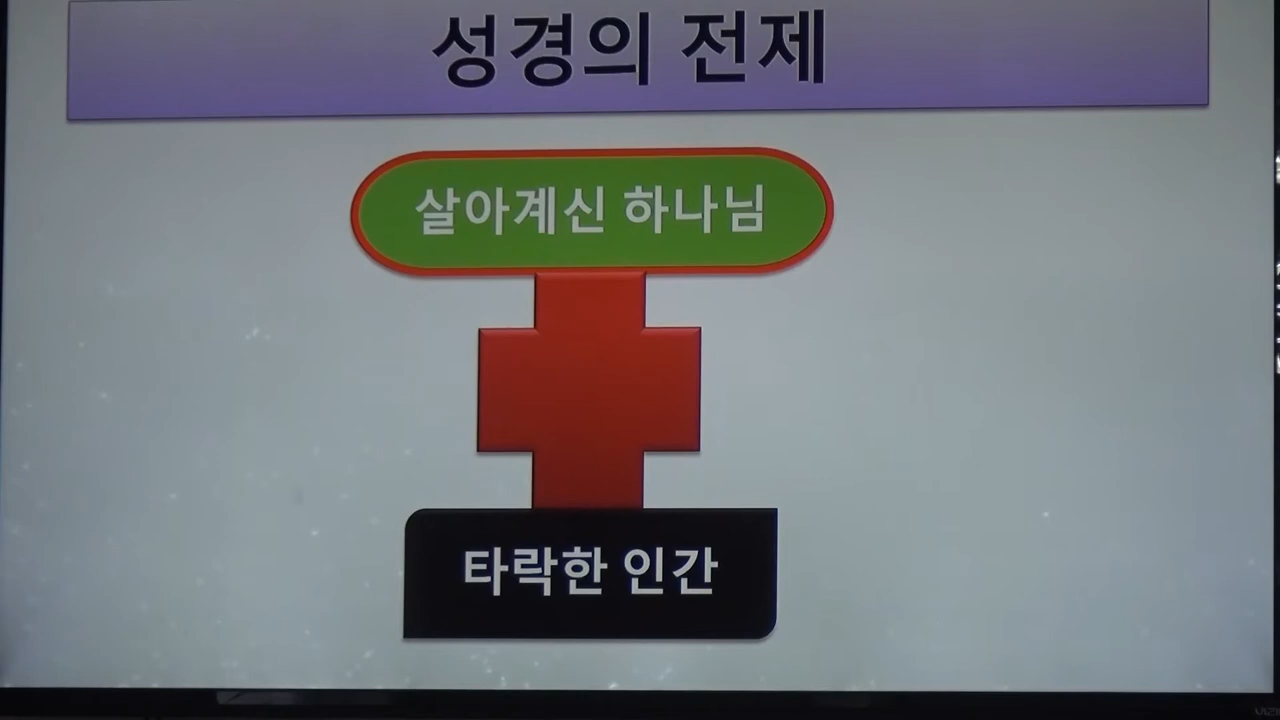 성경의 전제
살아계신 하나님
타락한 인간